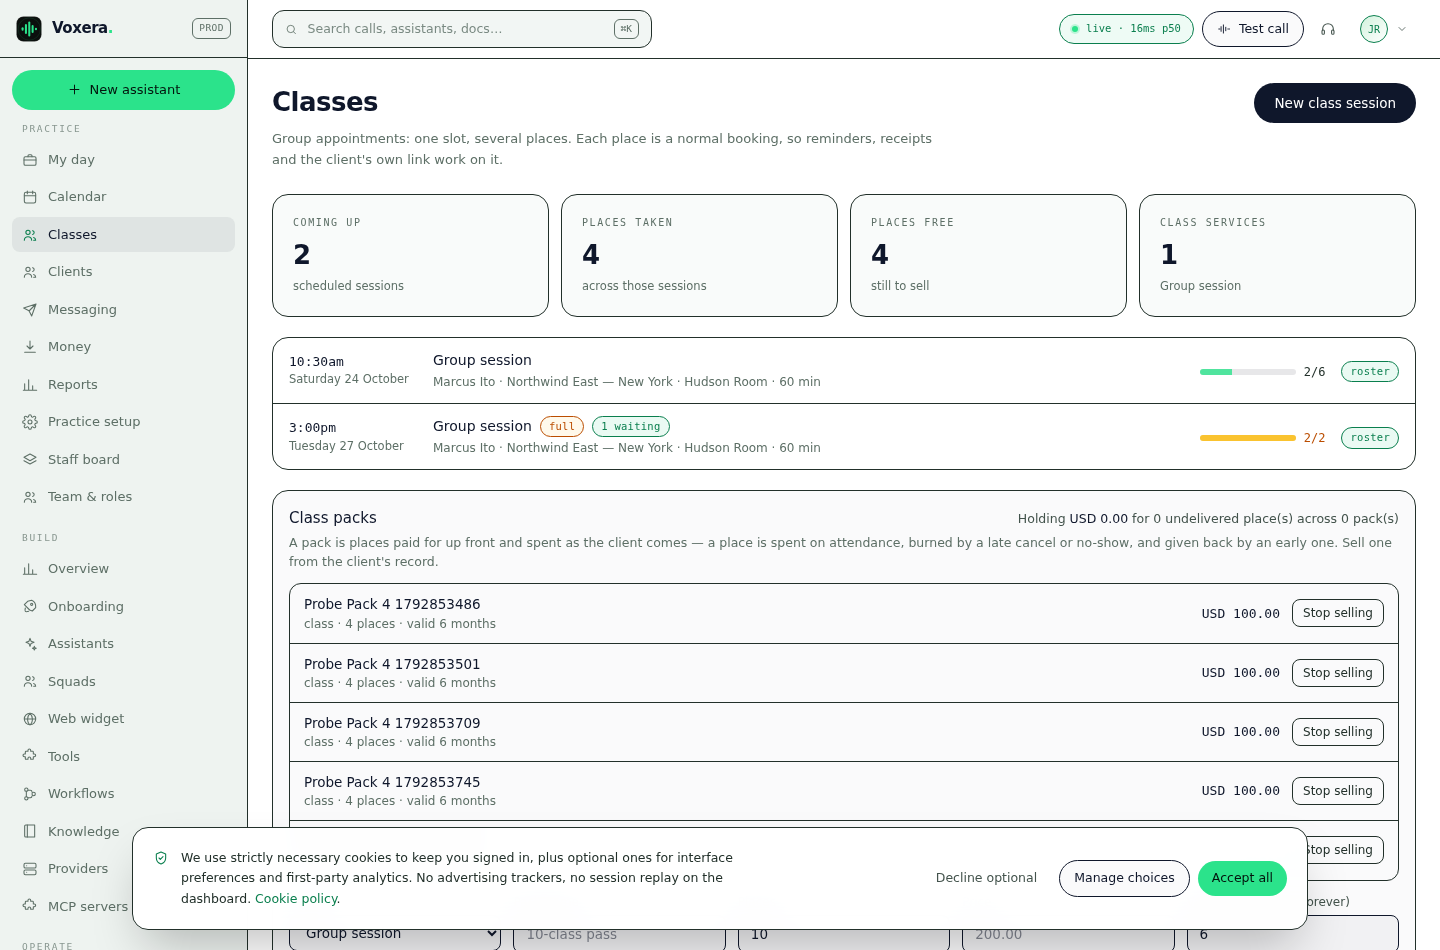 Voxera.
PROD
Search calls, assistants, docs…
⌘K
live · 16ms p50
Test call
JR
New assistant
PRACTICE
My day
Calendar
Classes
Clients
Messaging
Money
Reports
Practice setup
Staff board
Team & roles
BUILD
Overview
Onboarding
Assistants
Squads
Web widget
Tools
Workflows
Knowledge
Providers
MCP servers
OPERATE
Classes
New class session
Group appointments: one slot, several places. Each place is a normal booking, so reminders, receipts
and the client's own link work on it.
COMING UP
2
scheduled sessions
PLACES TAKEN
4
across those sessions
PLACES FREE
4
still to sell
CLASS SERVICES
1
Group session
10:30am
Saturday 24 October
Group session
Marcus Ito · Northwind East — New York · Hudson Room · 60 min
2/6
roster
3:00pm
Tuesday 27 October
Group session
full
1 waiting
Marcus Ito · Northwind East — New York · Hudson Room · 60 min
2/2
roster
Class packs
Holding USD 0.00 for 0 undelivered place(s) across 0 pack(s)
A pack is places paid for up front and spent as the client comes — a place is spent on attendance, burned by a late cancel or no-show, and given back by an early one. Sell one
from the client's record.
Probe Pack 4 1792853486
class · 4 places · valid 6 months
USD 100.00
Stop selling
Probe Pack 4 1792853501
class · 4 places · valid 6 months
USD 100.00
Stop selling
Probe Pack 4 1792853709
class · 4 places · valid 6 months
USD 100.00
Stop selling
Probe Pack 4 1792853745
class · 4 places · valid 6 months
USD 100.00
Stop selling
Stop selling
orever)
Group session
10-class pass
10
200.00
6
We use strictly necessary cookies to keep you signed in, plus optional ones for interface
preferences and first-party analytics. No advertising trackers, no session replay on the
dashboard. Cookie policy.
Decline optional
Manage choices
Accept all